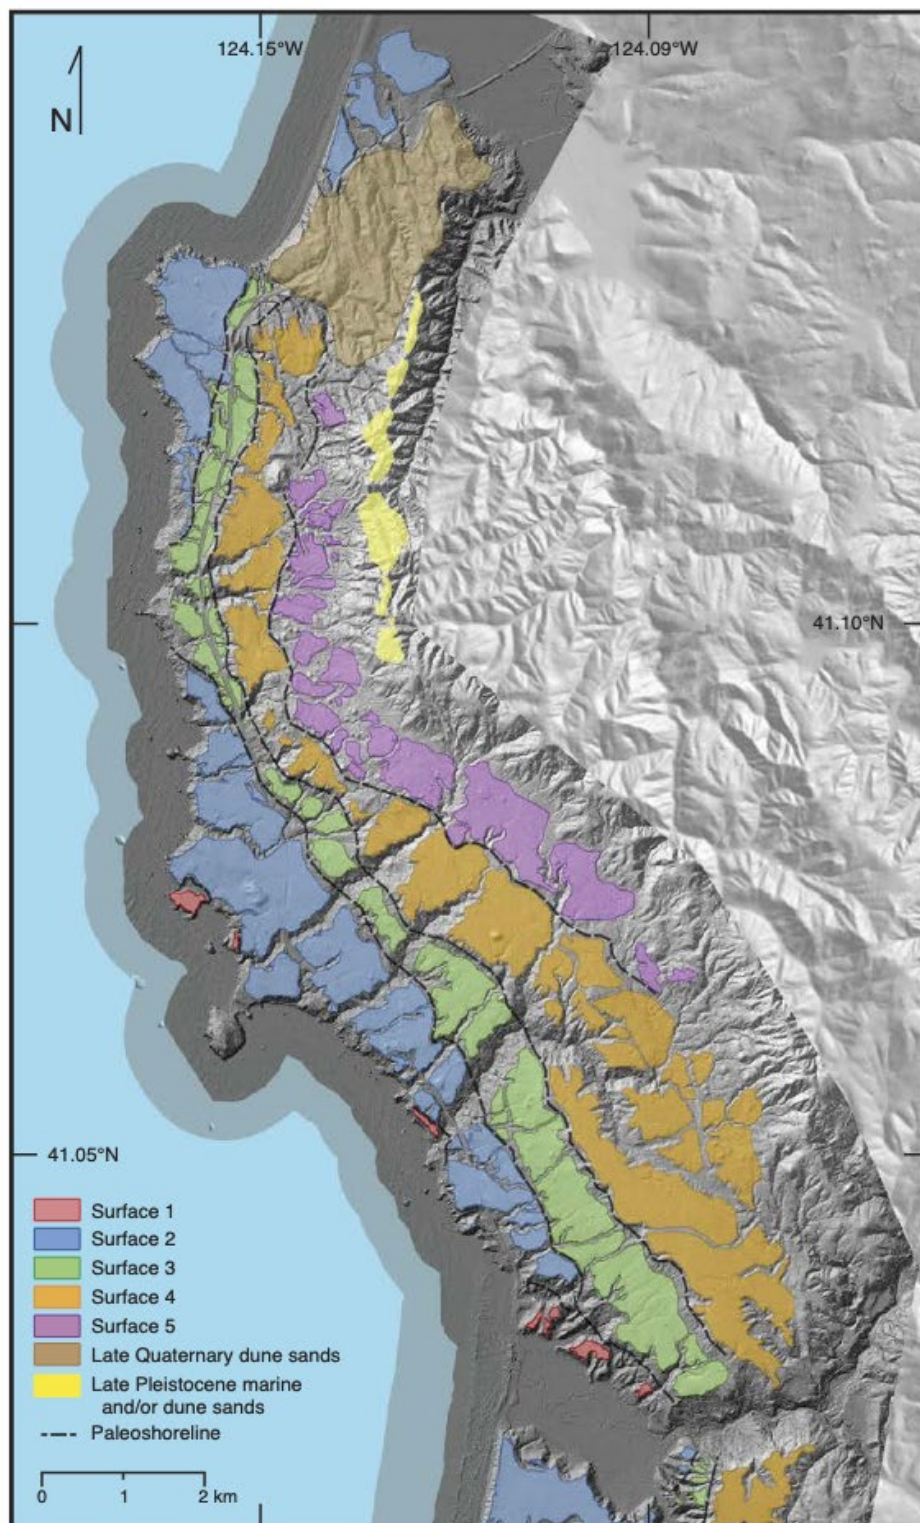 124.15°W
124.09°W
N
41.10°N
41.05°N
Surface 1
Surface 2
Surface 3
Surface 4
Surface 5
Late Quaternary dune sands
Late Pleistocene marine
and/or dune sands
Paleoshoreline
0 1 2 km